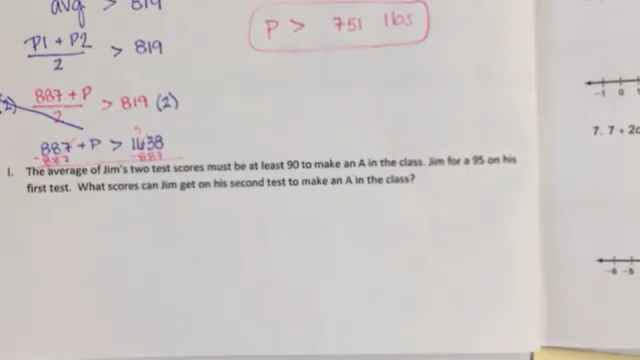 avg > 819
P > 751 lbs
P1 + P2
2
> 819
(2)
887 + P
2
> 819 (2)
887 + P > 1638
-887 -887
1. The average of Jim's two test scores must be at least 90 to make an A in the class. Jim for a 95 on his
first test. What scores can Jim get on his second test to make an A in the class?
-1 0 1
7. 7 + 2
-6 -5